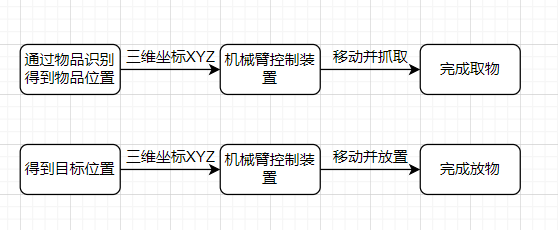 通过物品识别
得到物品位置
三维坐标XYZ
机械臂控制装
置
移动并抓取
完成取物
得到目标位置
三维坐标XYZ
机械臂控制装
置
移动并放置
完成放物